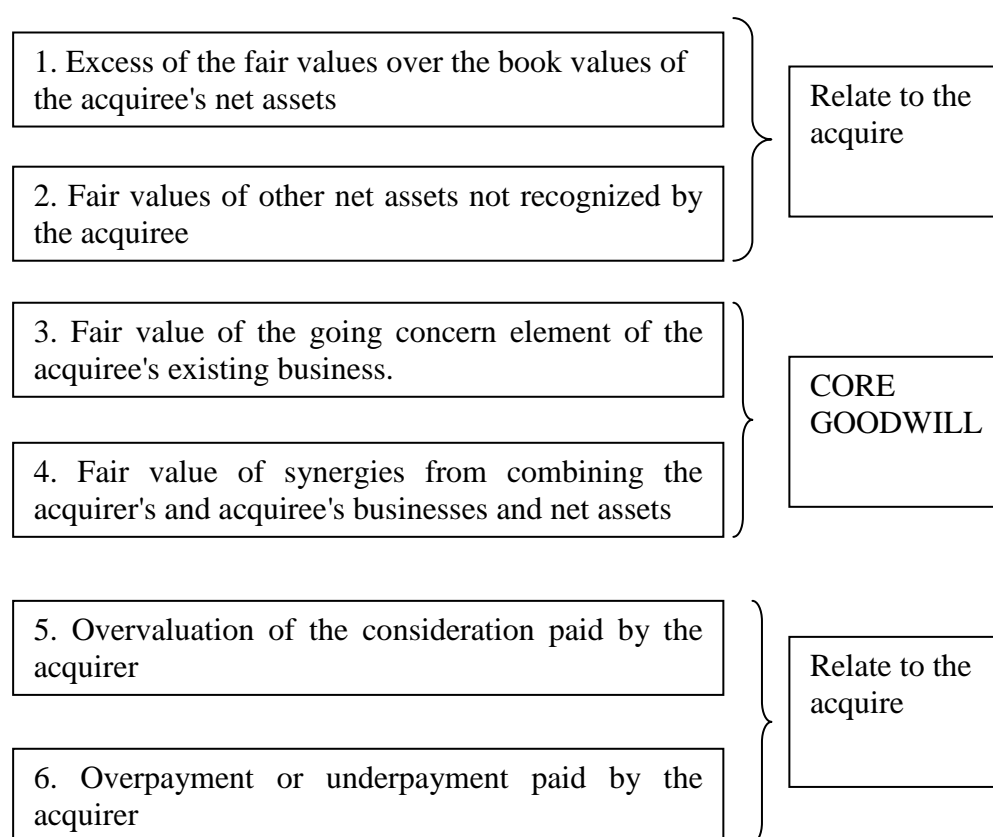 1. Excess of the fair values over the book values of
the acquiree's net assets
Relate to the
acquire
2. Fair values of other net assets not recognized by
the acquiree
3. Fair value of the going concern element of the
acquiree's existing business.
CORE
GOODWILL
4. Fair value of synergies from combining the
acquirer's and acquiree's businesses and net assets
5. Overvaluation of the consideration paid by the
acquirer
Relate to the
acquire
6. Overpayment or underpayment paid by the
acquirer